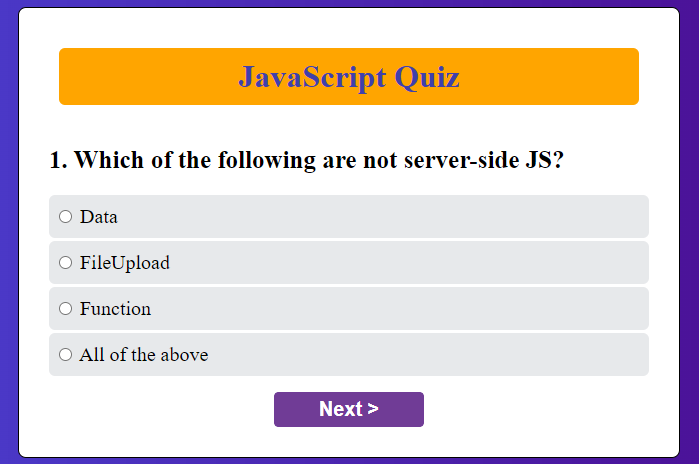 JavaScript Quiz
1. Which of the following are not server-side JS?
Data
FileUpload
Function
All of the above
Next >